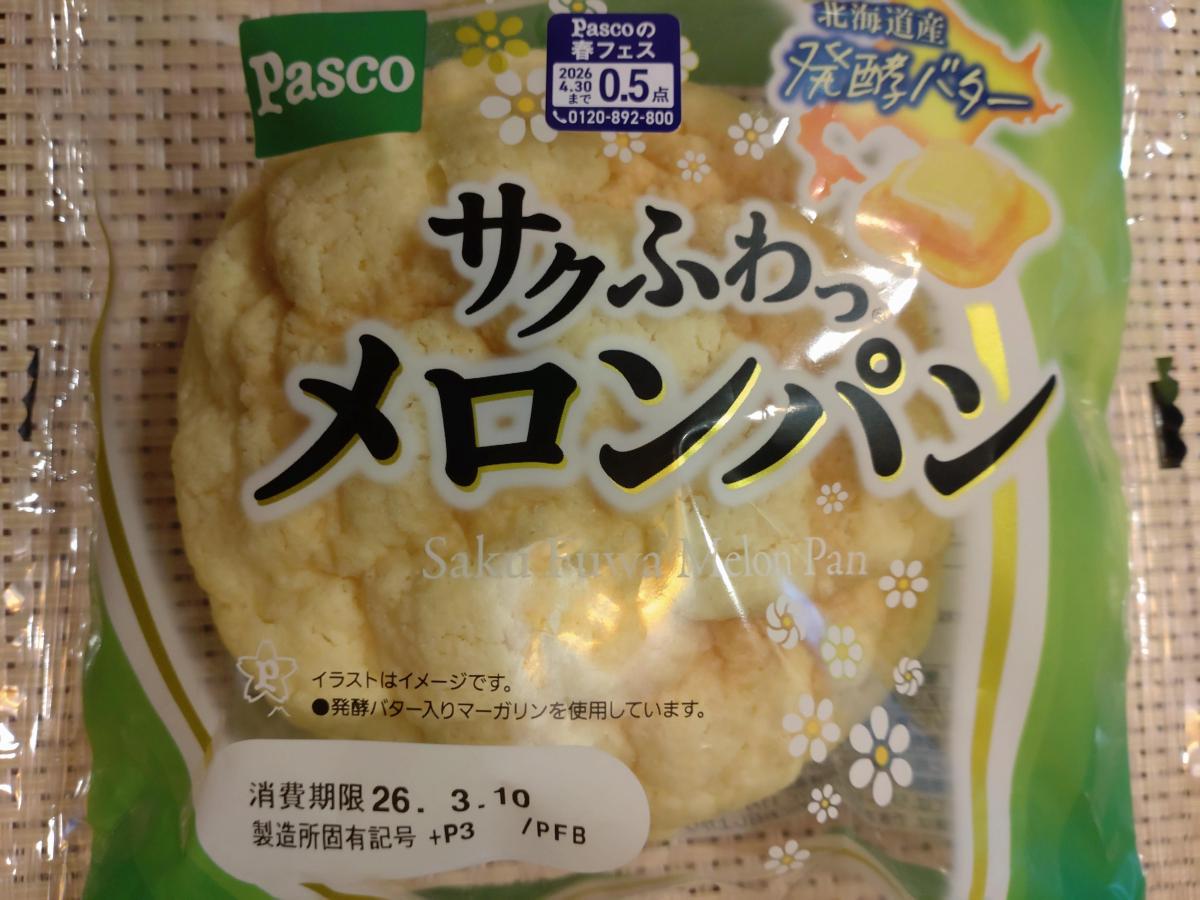 Pasco
Pascoの
春フェス
2026
4.30
まで
0.5点
0120-892-800
北海道産
発酵バター
サクふわっ
メロンパン
Saku Fuwa Melon Pan
P
イラストはイメージです。
●発酵バター入りマーガリンを使用しています。
消費期限 26. 3.10
製造所固有記号 +P3 /PFB